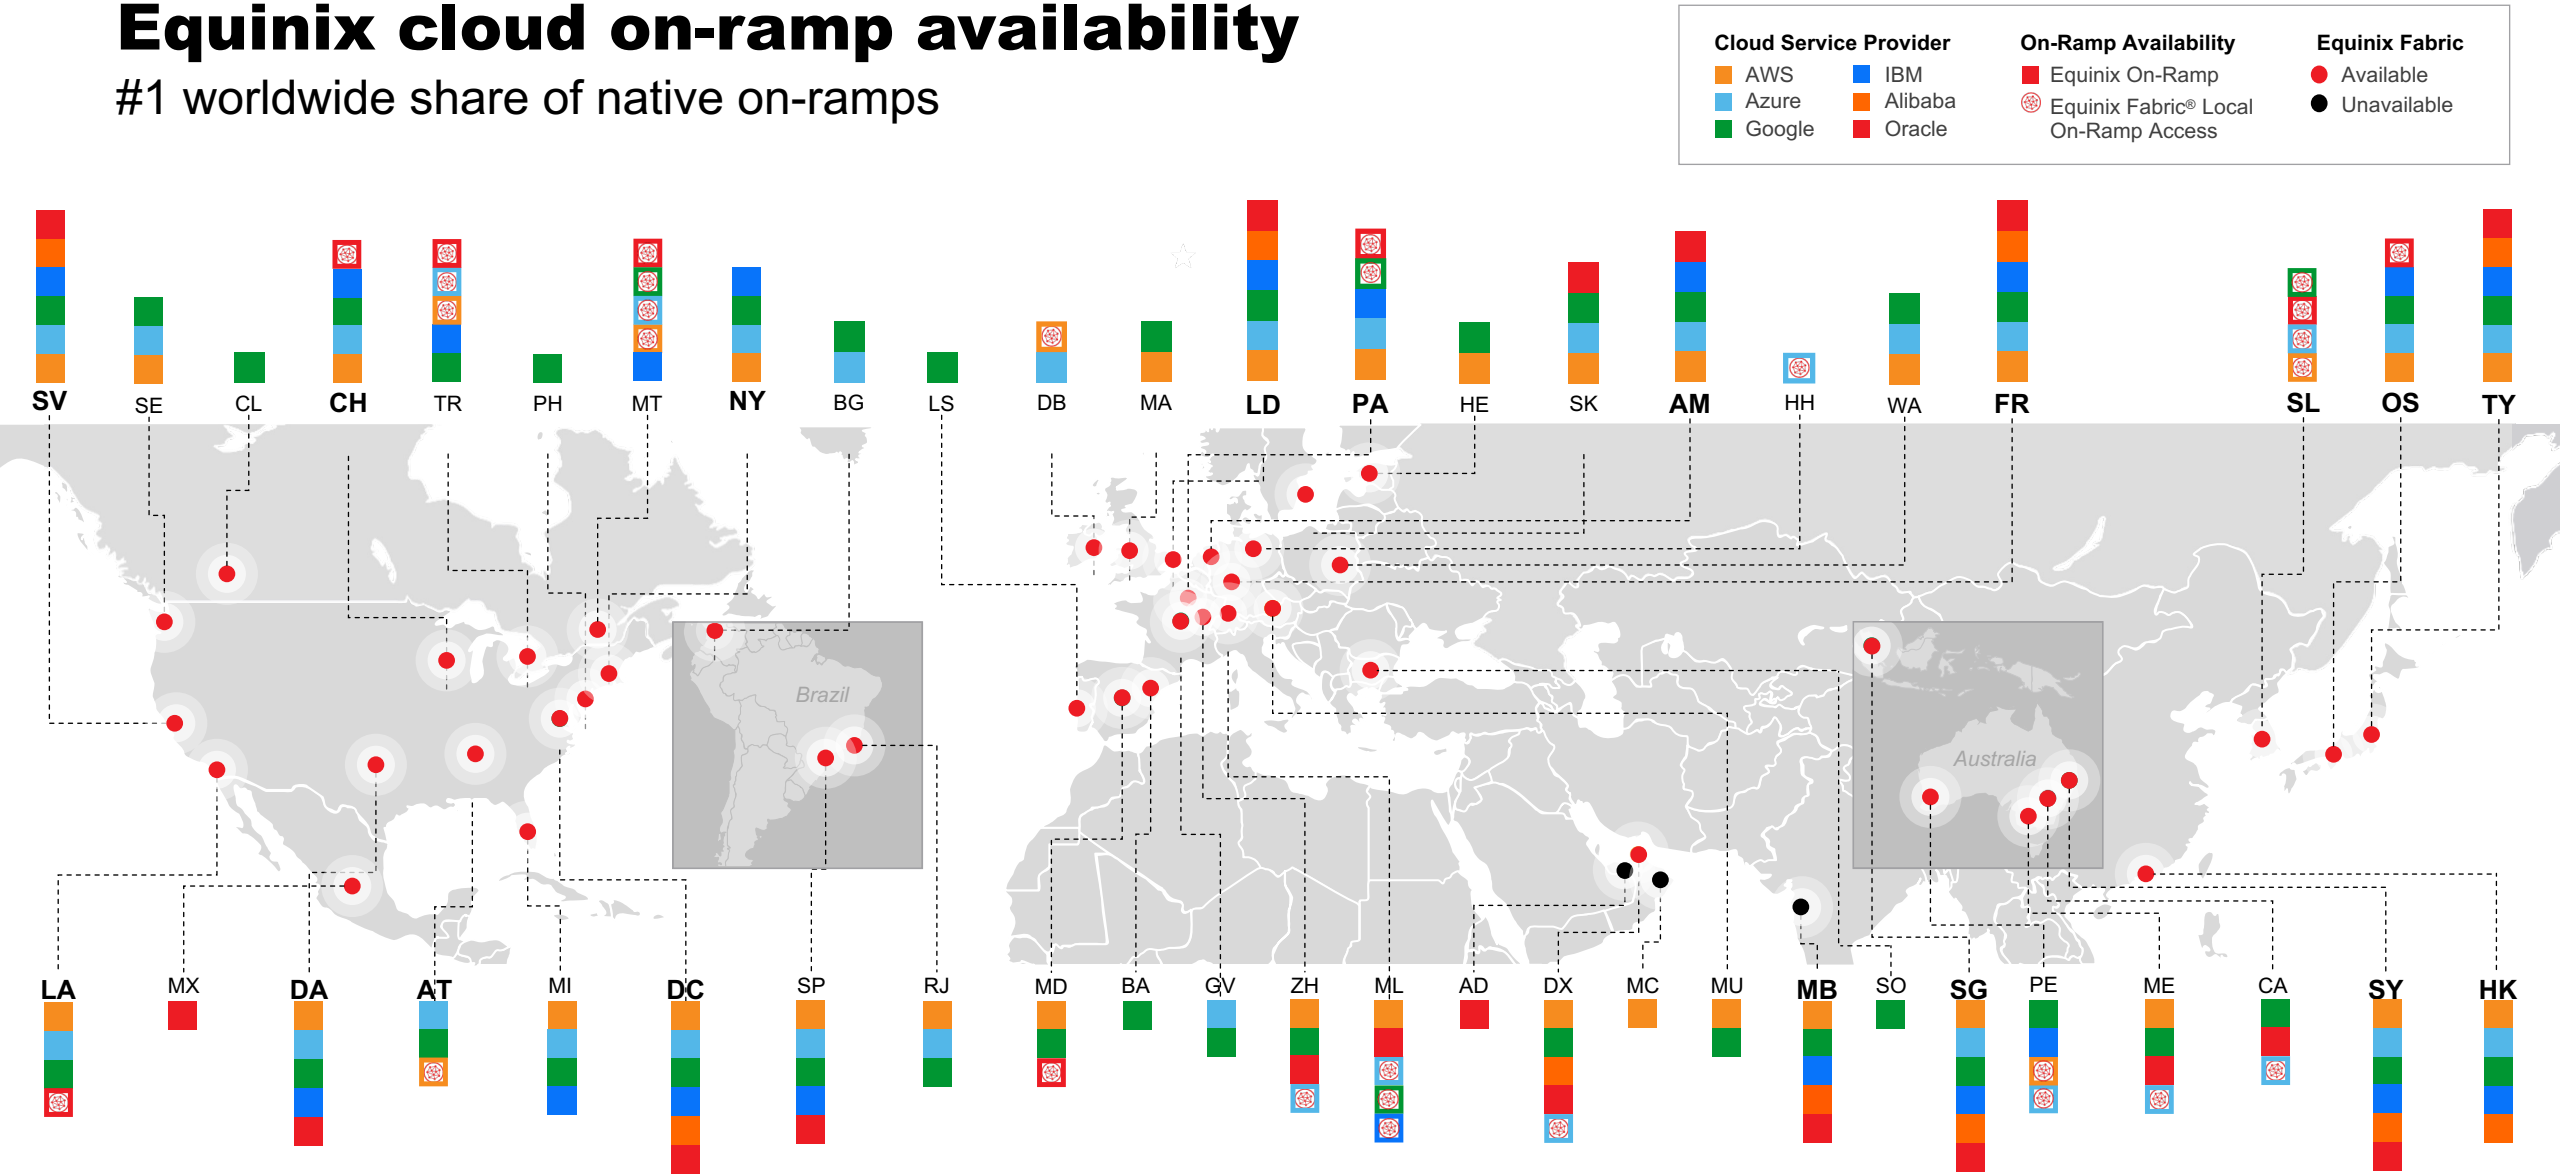 Equinix cloud on-ramp availability
#1 worldwide share of native on-ramps
Cloud Service Provider
AWS
Azure
Google
IBM
Alibaba
Oracle
On-Ramp Availability
Equinix On-Ramp
Equinix Fabric® Local
On-Ramp Access
Equinix Fabric
Available
Unavailable
SV SE CL CH TR PH MT NY BG LS DB MA LD PA HE SK AM HH WA FR SL OS TY
Brazil
Australia
LA MX DA AT MI DC SP RJ MD BA GV ZH ML AD DX MC MU MB SO SG PE ME CA SY HK